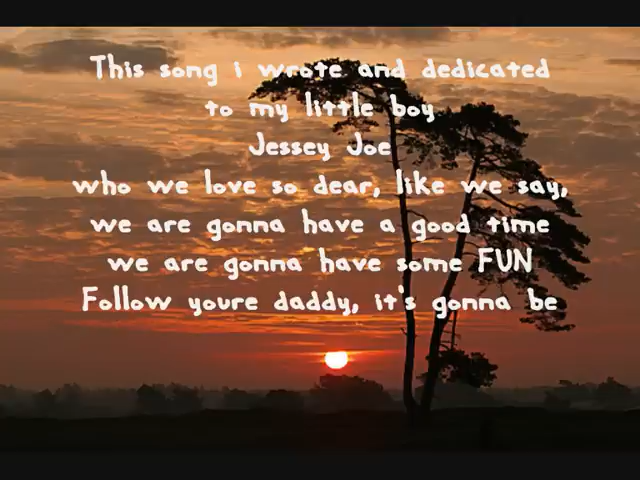 This song i wrote and dedicated
to my little boy
Jessey Joe
who we love so dear, like we say,
we are gonna have a good time
we are gonna have some FUN
Follow youre daddy, it's gonna be